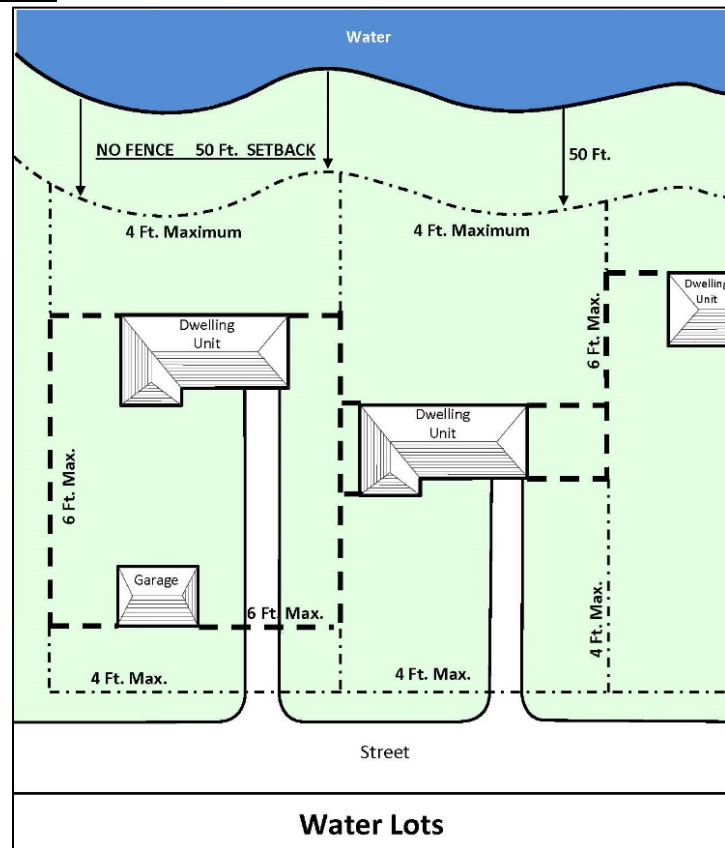 Water
NO FENCE 50 Ft. SETBACK
50 Ft.
4 Ft. Maximum
4 Ft. Maximum
Dwelling
Unit
6 Ft. Max.
Dwelling
Unit
Dwelling
Unit
6 Ft. Max.
Garage
6 Ft. Max.
4 Ft. Max.
4 Ft. Max.
4 Ft. Max.
Street
Water Lots